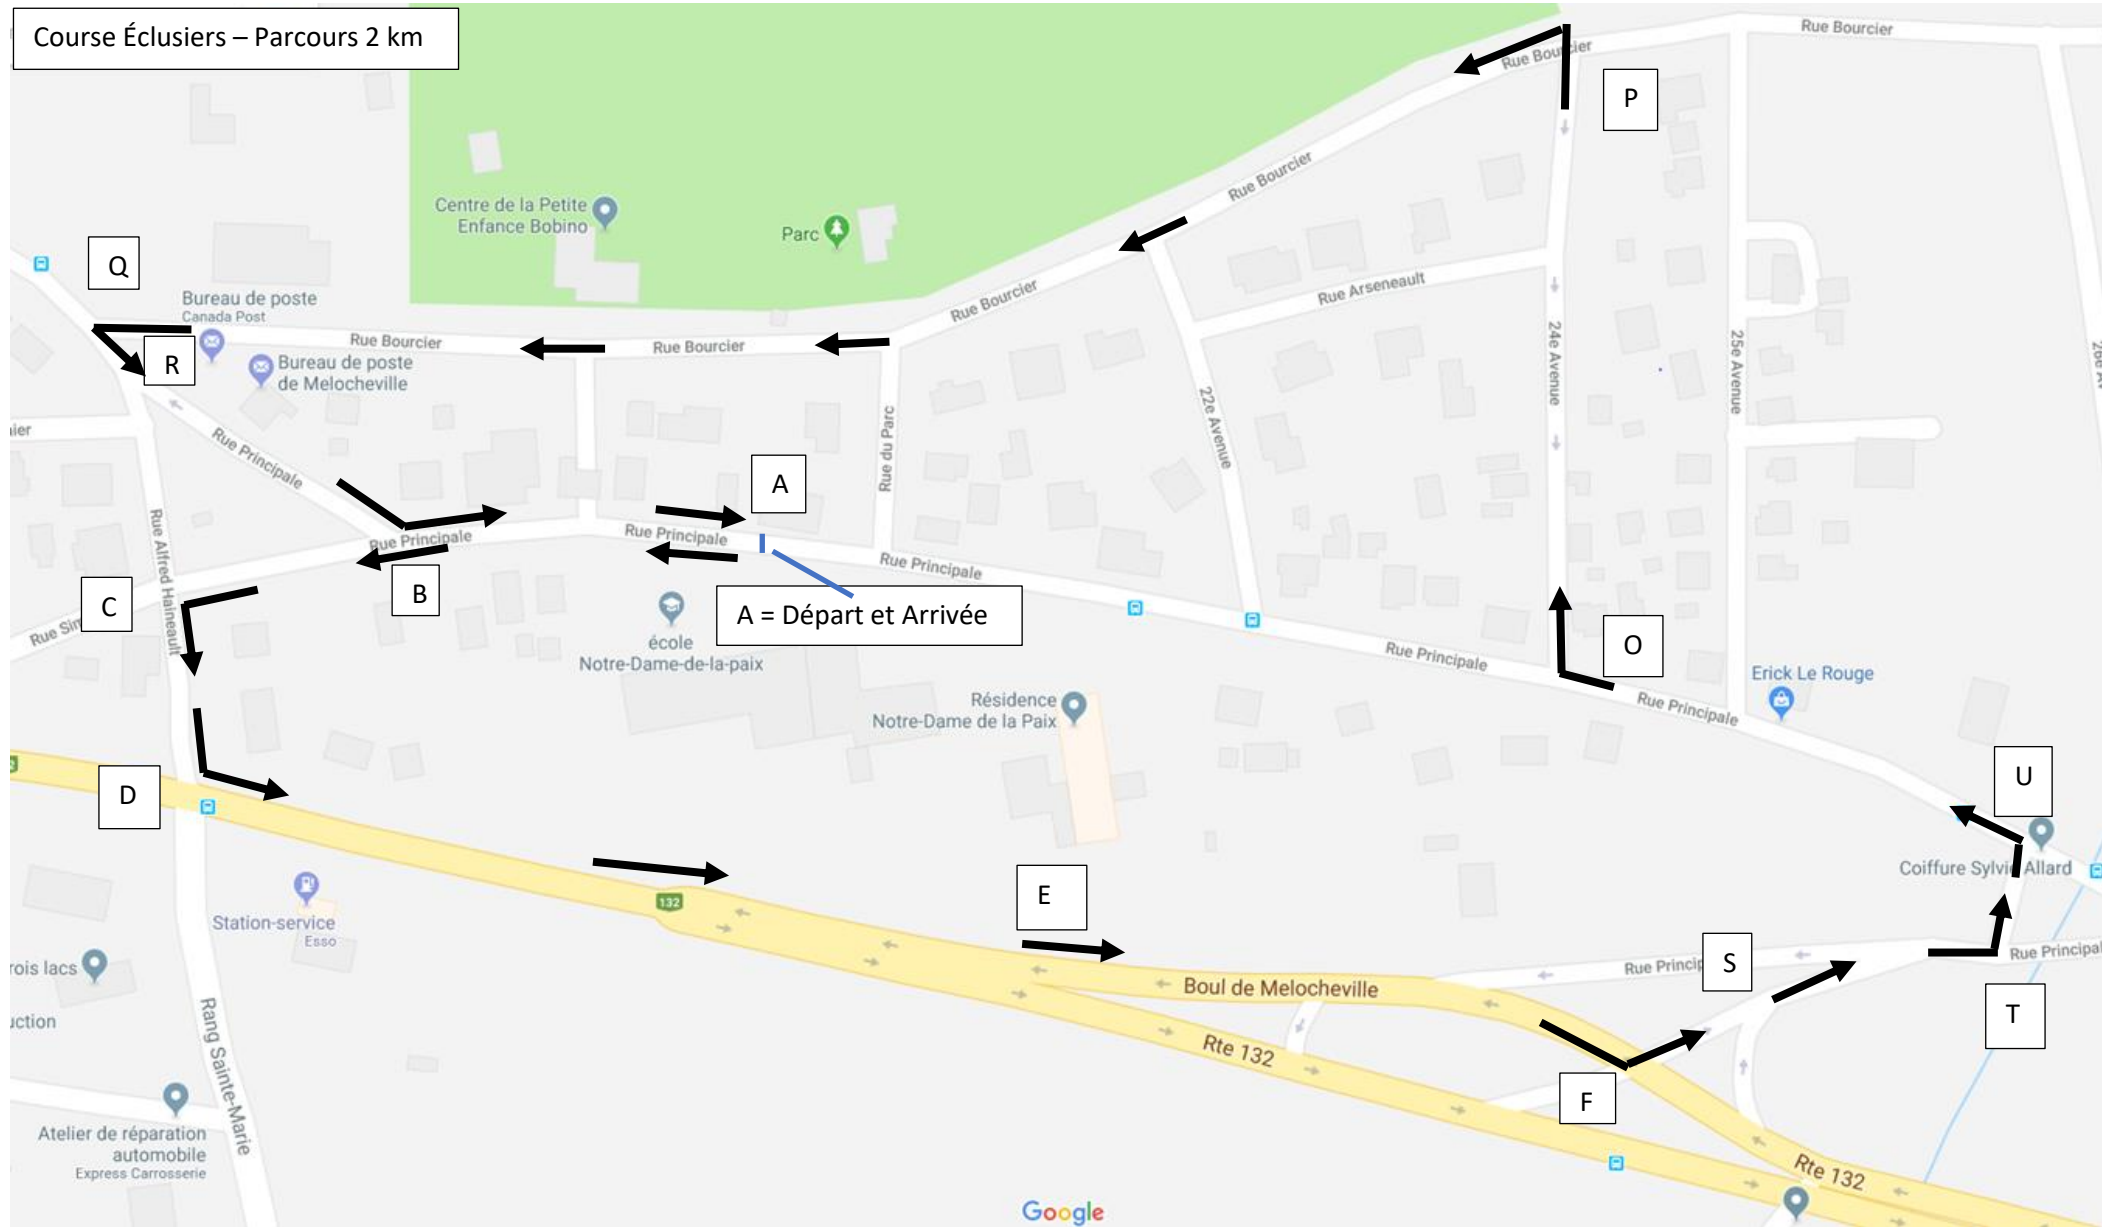 Course Éclusiers – Parcours 2 km
Rue Bourcier
Rue Bourcier
P
Rue Bourcier
Centre de la Petite
Enfance Bobino
Parc
Q
Bureau de poste
Canada Post
Rue Bourcier
Rue Arseneault
Rue Bourcier
Rue Bourcier
R
Bureau de poste
de Melocheville
24e Avenue
25e Avenue
22e Avenue
Rue du Parc
Rue Principale
A
Rue Principale
Rue Principale
Rue Principale
Rue Alfred Haineault
B
C
A = Départ et Arrivée
école
Notre-Dame-de-la-paix
O
Rue Principale
Erick Le Rouge
Rue Principale
Résidence
Notre-Dame de la Paix
U
D
Coiffure Sylvie Allard
Station-service
Esso
132
E
S
Rue Principal
T
Boul de Melocheville
Rte 132
F
Rang Sainte-Marie
Atelier de réparation
automobile
Express Carrosserie
Rte 132
Google